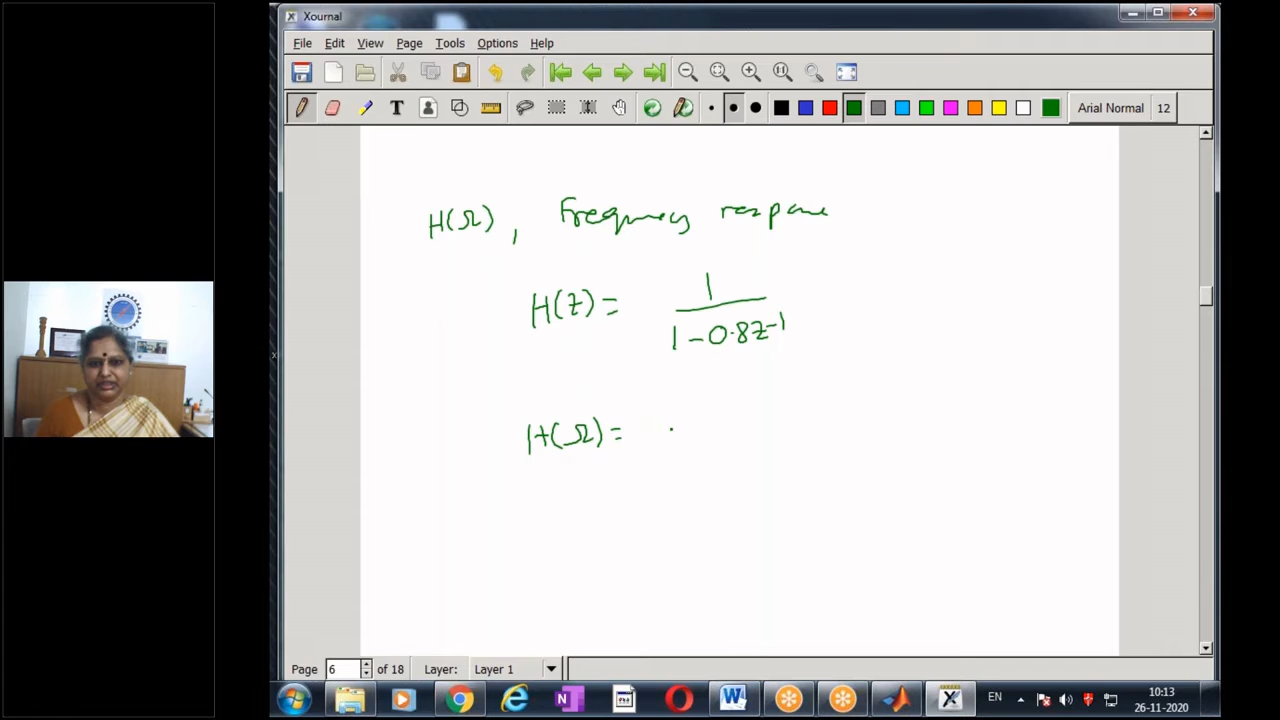 Xournal
File Edit View Page Tools Options Help
Arial Normal 12
H(Ω), Frequency response
H(Z) = 1
1 - 0.8Z-1
H(Ω) =
Page 6 of 18 Layer: Layer 1
EN 10:13
26-11-2020